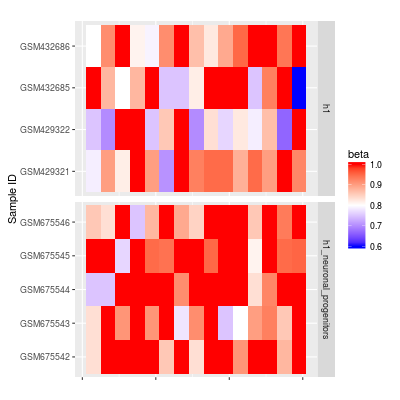 GSM432686
GSM432685
GSM429322
GSM429321
h1
GSM675546
GSM675545
GSM675544
GSM675543
GSM675542
h1_neuronal_progenitors
Sample ID
beta
1.0
0.9
0.8
0.7
0.6